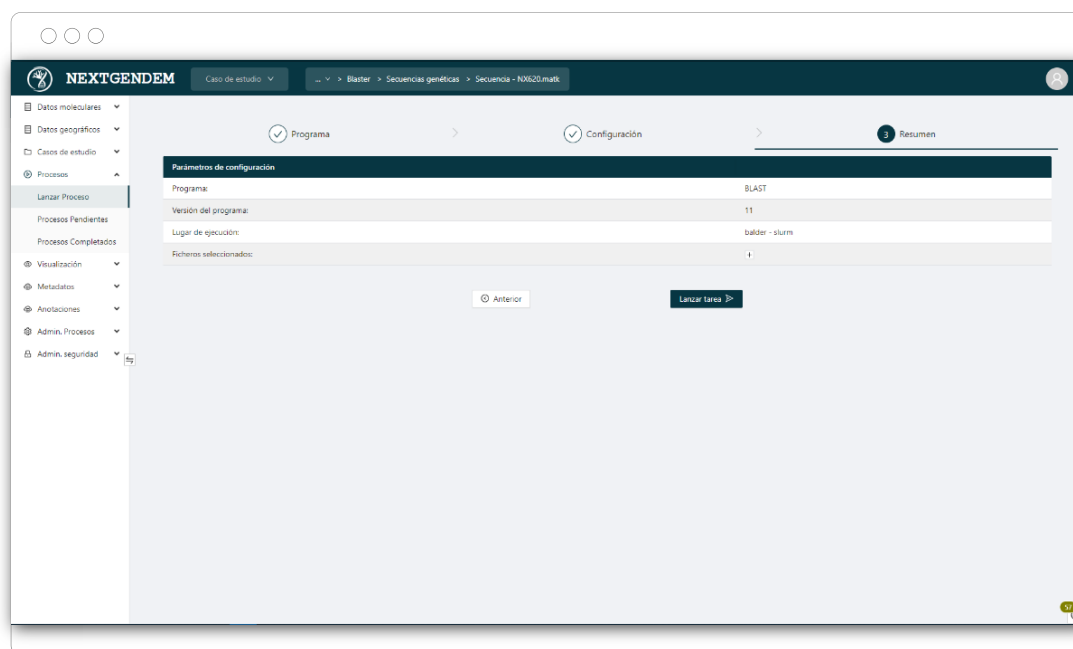 NEXTGENDEM
Caso de estudio
... > Blaster > Secuencias genéticas > Secuencia - NX620.matk
Datos moleculares
Datos geográficos
Casos de estudio
Procesos
Lanzar Proceso
Procesos Pendientes
Procesos Completados
Visualización
Metadatos
Anotaciones
Admin. Procesos
Admin. seguridad
Programa
Configuración
3 Resumen
Parámetros de configuración
Programa: BLAST
Versión del programa: 11
Lugar de ejecución: balder - slurm
Ficheros seleccionados: +
Anterior
Lanzar tarea